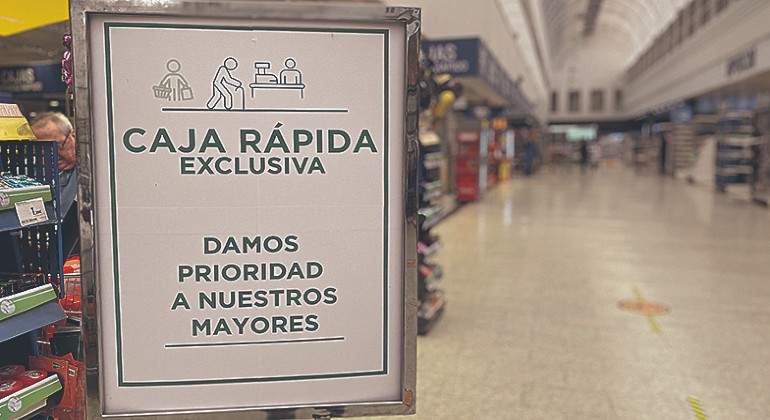 CAJA RÁPIDA
EXCLUSIVA
DAMOS
PRIORIDAD
A NUESTROS
MAYORES